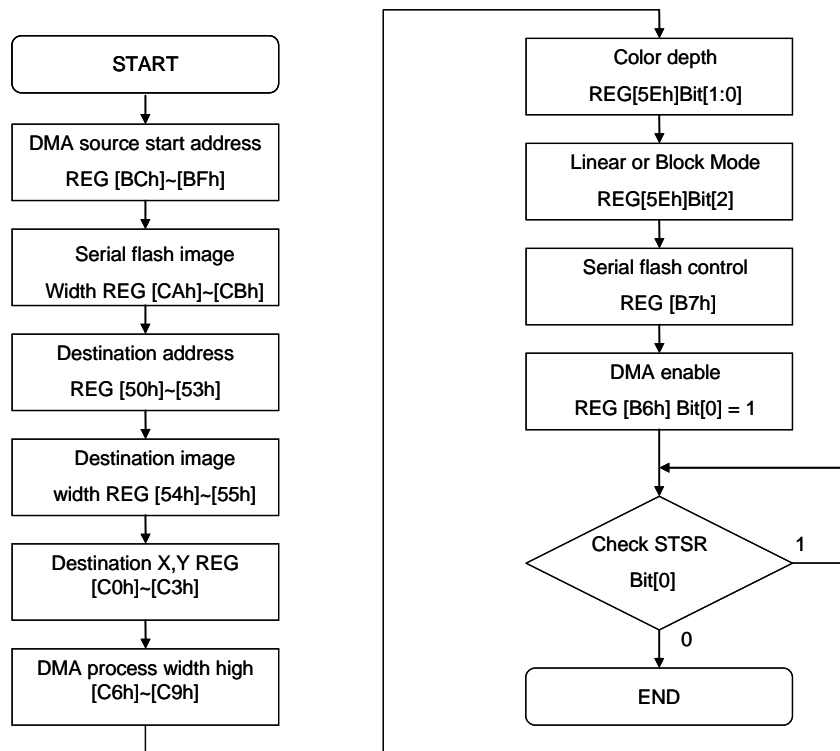 START
DMA source start address
REG [BCh]~[BFh]
Serial flash image
Width REG [CAh]~[CBh]
Destination address
REG [50h]~[53h]
Destination image
width REG [54h]~[55h]
Destination X,Y REG
[C0h]~[C3h]
DMA process width high
[C6h]~[C9h]
Color depth
REG[5Eh]Bit[1:0]
Linear or Block Mode
REG[5Eh]Bit[2]
Serial flash control
REG [B7h]
DMA enable
REG [B6h] Bit[0] = 1
Check STSR
Bit[0]
1
0
END